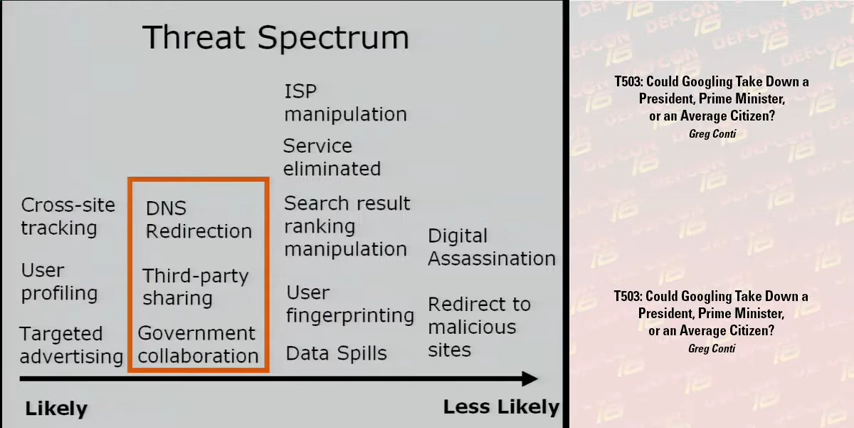 Threat Spectrum
Cross-site
tracking
User
profiling
Targeted
advertising
DNS
Redirection
Third-party
sharing
Government
collaboration
ISP
manipulation
Service
eliminated
Search result
ranking
manipulation
User
fingerprinting
Data Spills
Digital
Assassination
Redirect to
malicious
sites
Likely
Less Likely
T503: Could Googling Take Down a
President, Prime Minister,
or an Average Citizen?
Greg Conti
T503: Could Googling Take Down a
President, Prime Minister,
or an Average Citizen?
Greg Conti
DEFCON
16